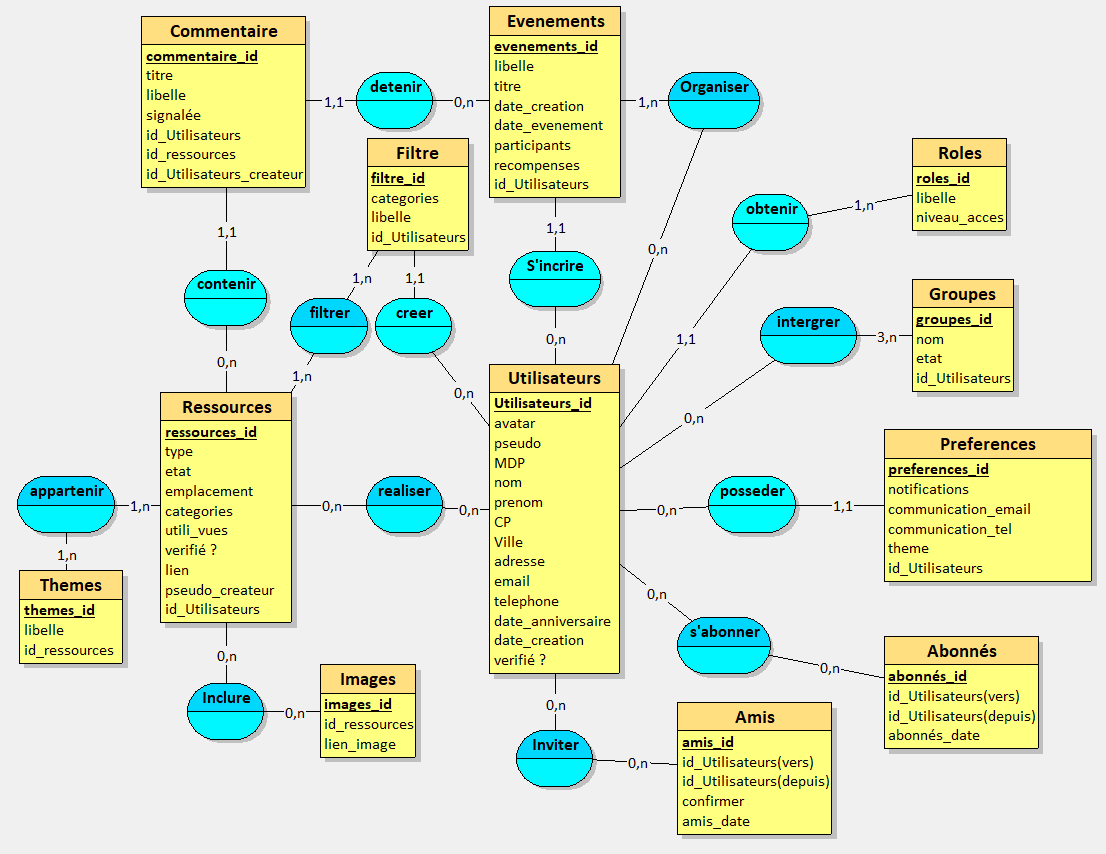 Commentaire
commentaire_id
titre
libelle
signalée
id_Utilisateurs
id_ressources
id_Utilisateurs_createur
1,1
detenir
0,n
Evenements
evenements_id
libelle
titre
date_creation
date_evenement
participants
recompenses
id_Utilisateurs
1,n
Organiser
0,n
Filtre
filtre_id
categories
libelle
id_Utilisateurs
Roles
roles_id
libelle
niveau_acces
1,n
obtenir
1,1
1,1
contenir
0,n
1,n
filtrer
1,n
1,1
creer
0,n
1,1
S'incrire
0,n
Groupes
groupes_id
nom
etat
id_Utilisateurs
3,n
intergrer
0,n
Ressources
ressources_id
type
etat
emplacement
categories
utili_vues
verifié ?
lien
pseudo_createur
id_Utilisateurs
0,n
realiser
0,n
Utilisateurs
Utilisateurs_id
avatar
pseudo
MDP
nom
prenom
CP
Ville
adresse
email
telephone
date_anniversaire
date_creation
verifié ?
0,n
posseder
1,1
Preferences
preferences_id
notifications
communication_email
communication_tel
theme
id_Utilisateurs
appartenir
1,n
1,n
Themes
themes_id
libelle
id_ressources
0,n
s'abonner
0,n
Abonnés
abonnés_id
id_Utilisateurs(vers)
id_Utilisateurs(depuis)
abonnés_date
0,n
Inclure
0,n
Images
images_id
id_ressources
lien_image
0,n
Inviter
0,n
Amis
amis_id
id_Utilisateurs(vers)
id_Utilisateurs(depuis)
confirmer
amis_date